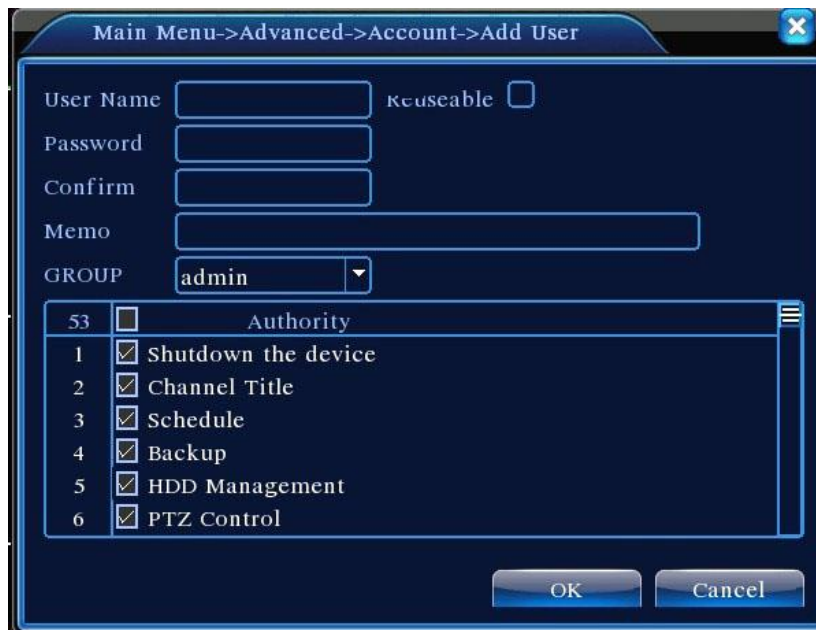 Main Menu->Advanced->Account->Add User
User Name Reuseable
Password
Confirm
Memo
GROUP admin
53 Authority
1 Shutdown the device
2 Channel Title
3 Schedule
4 Backup
5 HDD Management
6 PTZ Control
OK Cancel